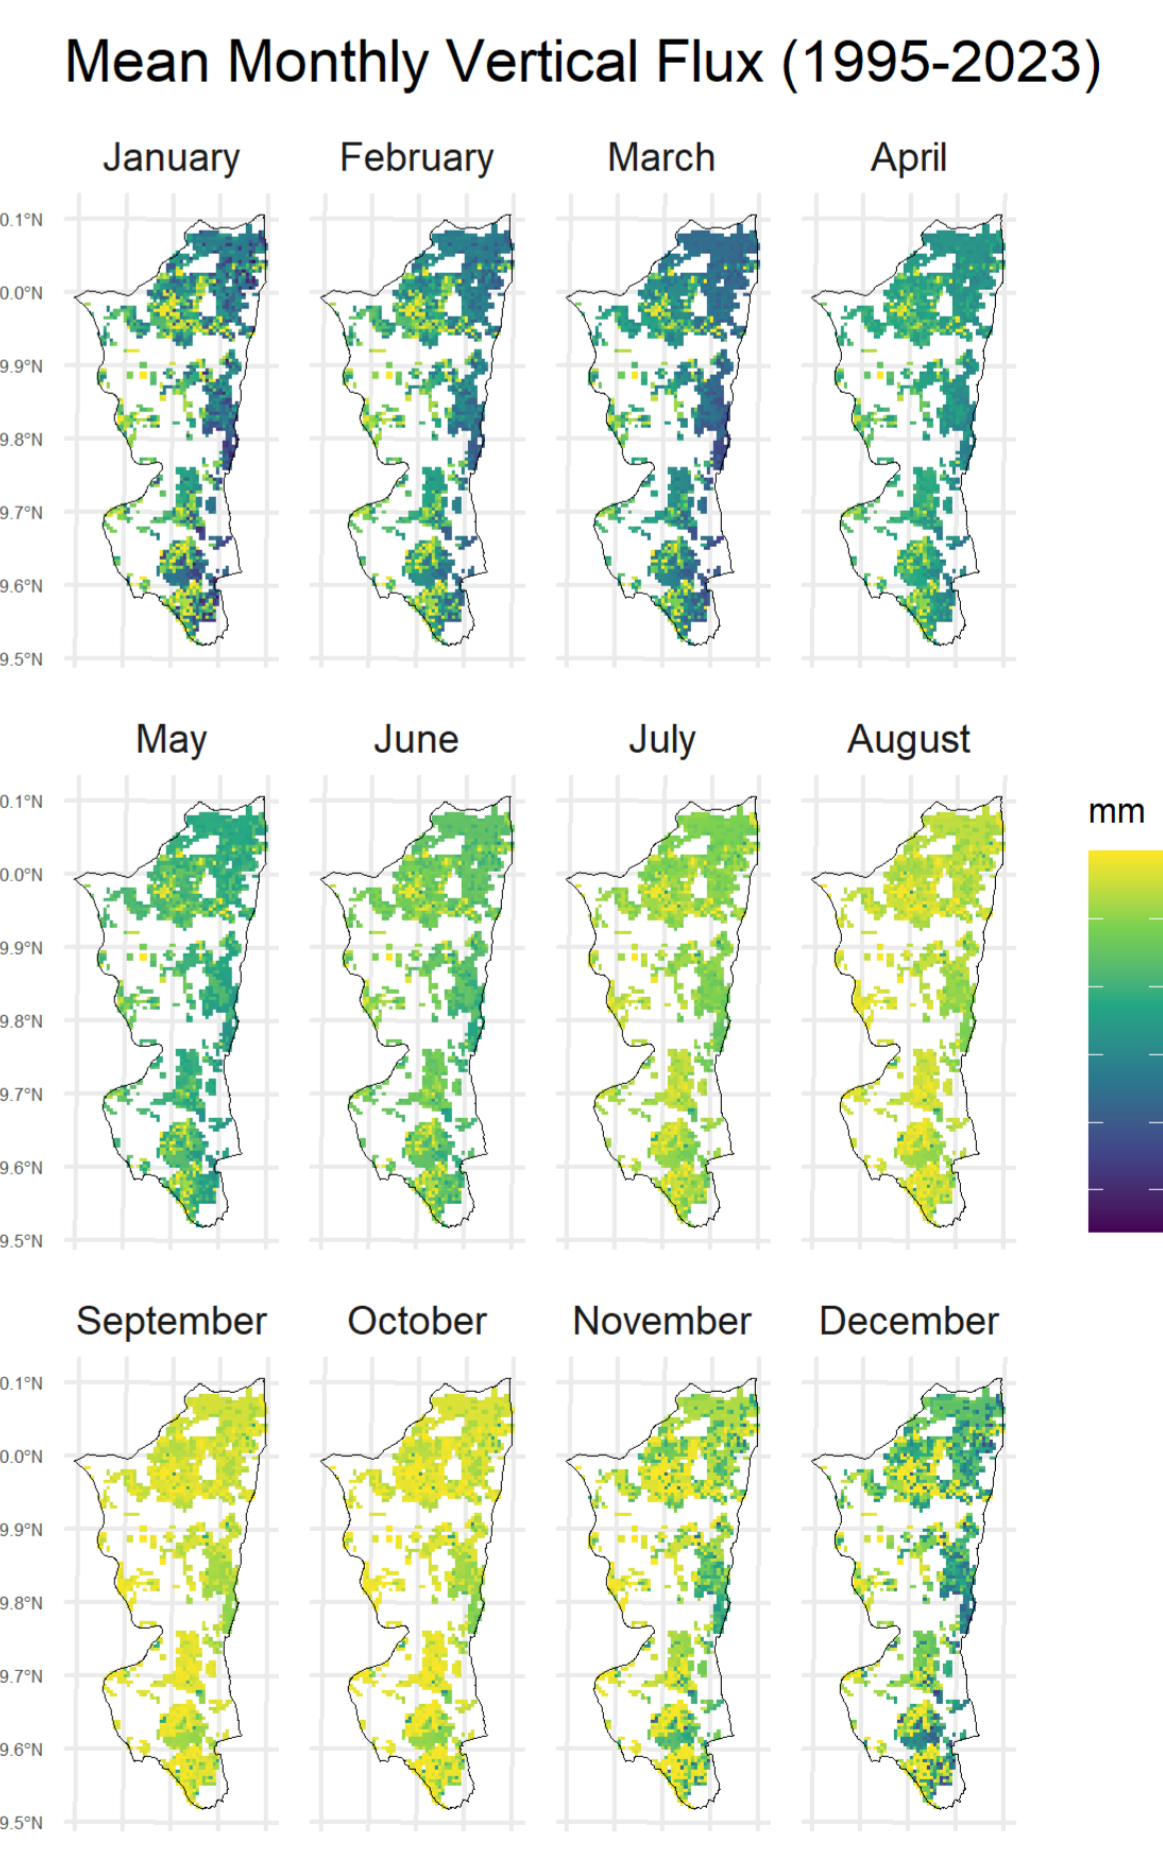 Mean Monthly Vertical Flux (1995-2023)
January February March April
0.1°N
0.0°N
9.9°N
9.8°N
9.7°N
9.6°N
9.5°N
May June July August
0.1°N
0.0°N
9.9°N
9.8°N
9.7°N
9.6°N
9.5°N
mm
September October November December
0.1°N
0.0°N
9.9°N
9.8°N
9.7°N
9.6°N
9.5°N